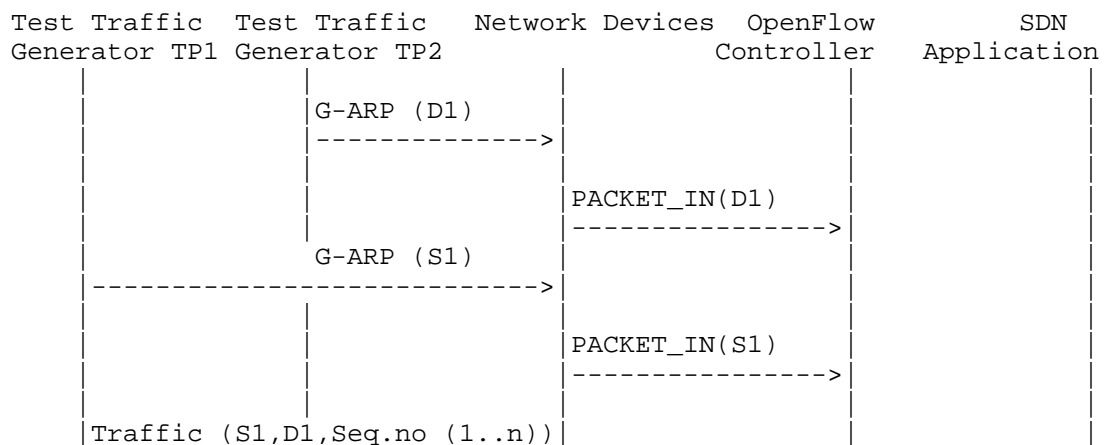 Test Traffic Test Traffic Network Devices OpenFlow SDN
Generator TP1 Generator TP2 Controller Application
G-ARP (D1)
PACKET_IN(D1)
G-ARP (S1)
PACKET_IN(S1)
Traffic (S1,D1,Seq.no (1..n))